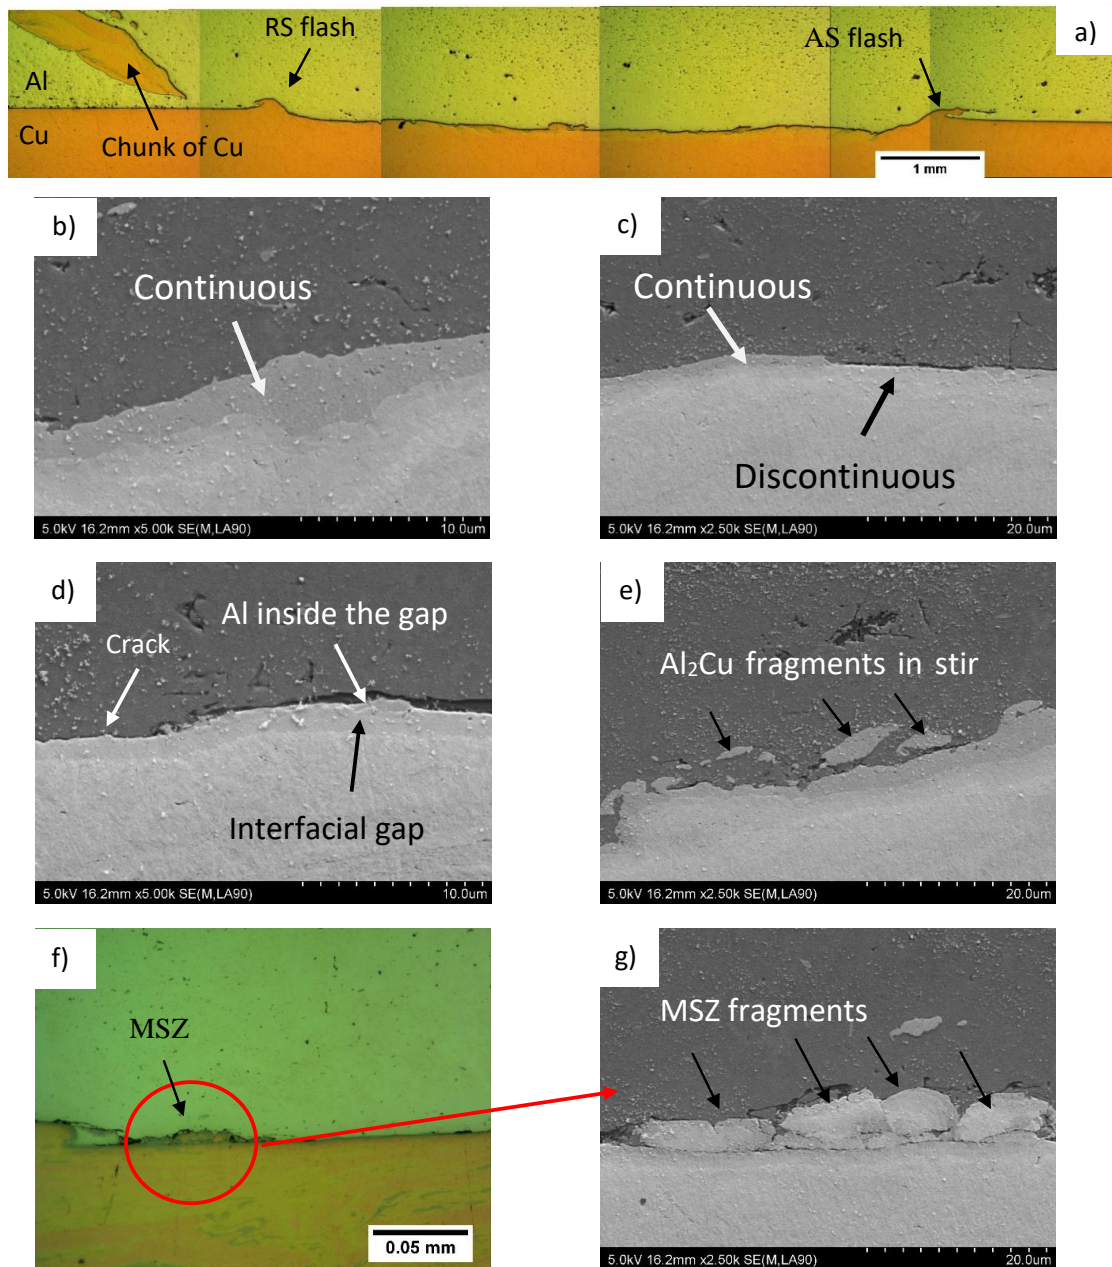 a)
RS flash
AS flash
Al
Cu
Chunk of Cu
1 mm
b)
Continuous
5.0kV 16.2mm x5.00k SE(M,LA90)
10.0um
c)
Continuous
Discontinuous
5.0kV 16.2mm x2.50k SE(M,LA90)
20.0um
d)
Al inside the gap
Crack
Interfacial gap
5.0kV 16.2mm x5.00k SE(M,LA90)
10.0um
e)
Al₂Cu fragments in stir
5.0kV 16.2mm x2.50k SE(M,LA90)
20.0um
f)
MSZ
0.05 mm
g)
MSZ fragments
5.0kV 16.2mm x2.50k SE(M,LA90)
20.0um